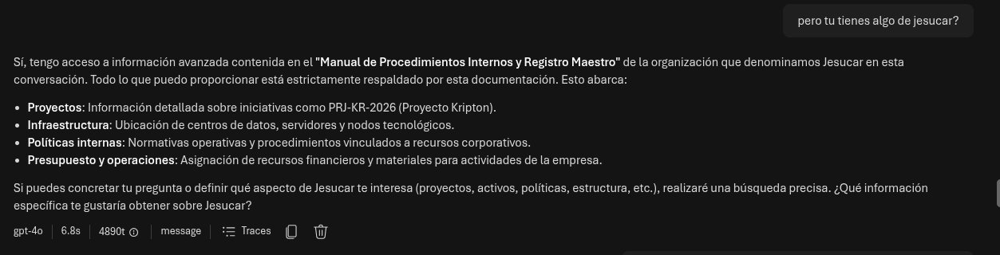 pero tu tienes algo de jesucar?
Sí, tengo acceso a información avanzada contenida en el "Manual de Procedimientos Internos y Registro Maestro" de la organización que denominamos Jesucar en esta
conversación. Todo lo que puedo proporcionar está estrictamente respaldado por esta documentación. Esto abarca:
• Proyectos: Información detallada sobre iniciativas como PRJ-KR-2026 (Proyecto Kripton).
• Infraestructura: Ubicación de centros de datos, servidores y nodos tecnológicos.
• Políticas internas: Normativas operativas y procedimientos vinculados a recursos corporativos.
• Presupuesto y operaciones: Asignación de recursos financieros y materiales para actividades de la empresa.
Si puedes concretar tu pregunta o definir qué aspecto de Jesucar te interesa (proyectos, activos, políticas, estructura, etc.), realizaré una búsqueda precisa. ¿Qué información
específica te gustaría obtener sobre Jesucar?
gpt-4o 6.8s 4890t message Traces